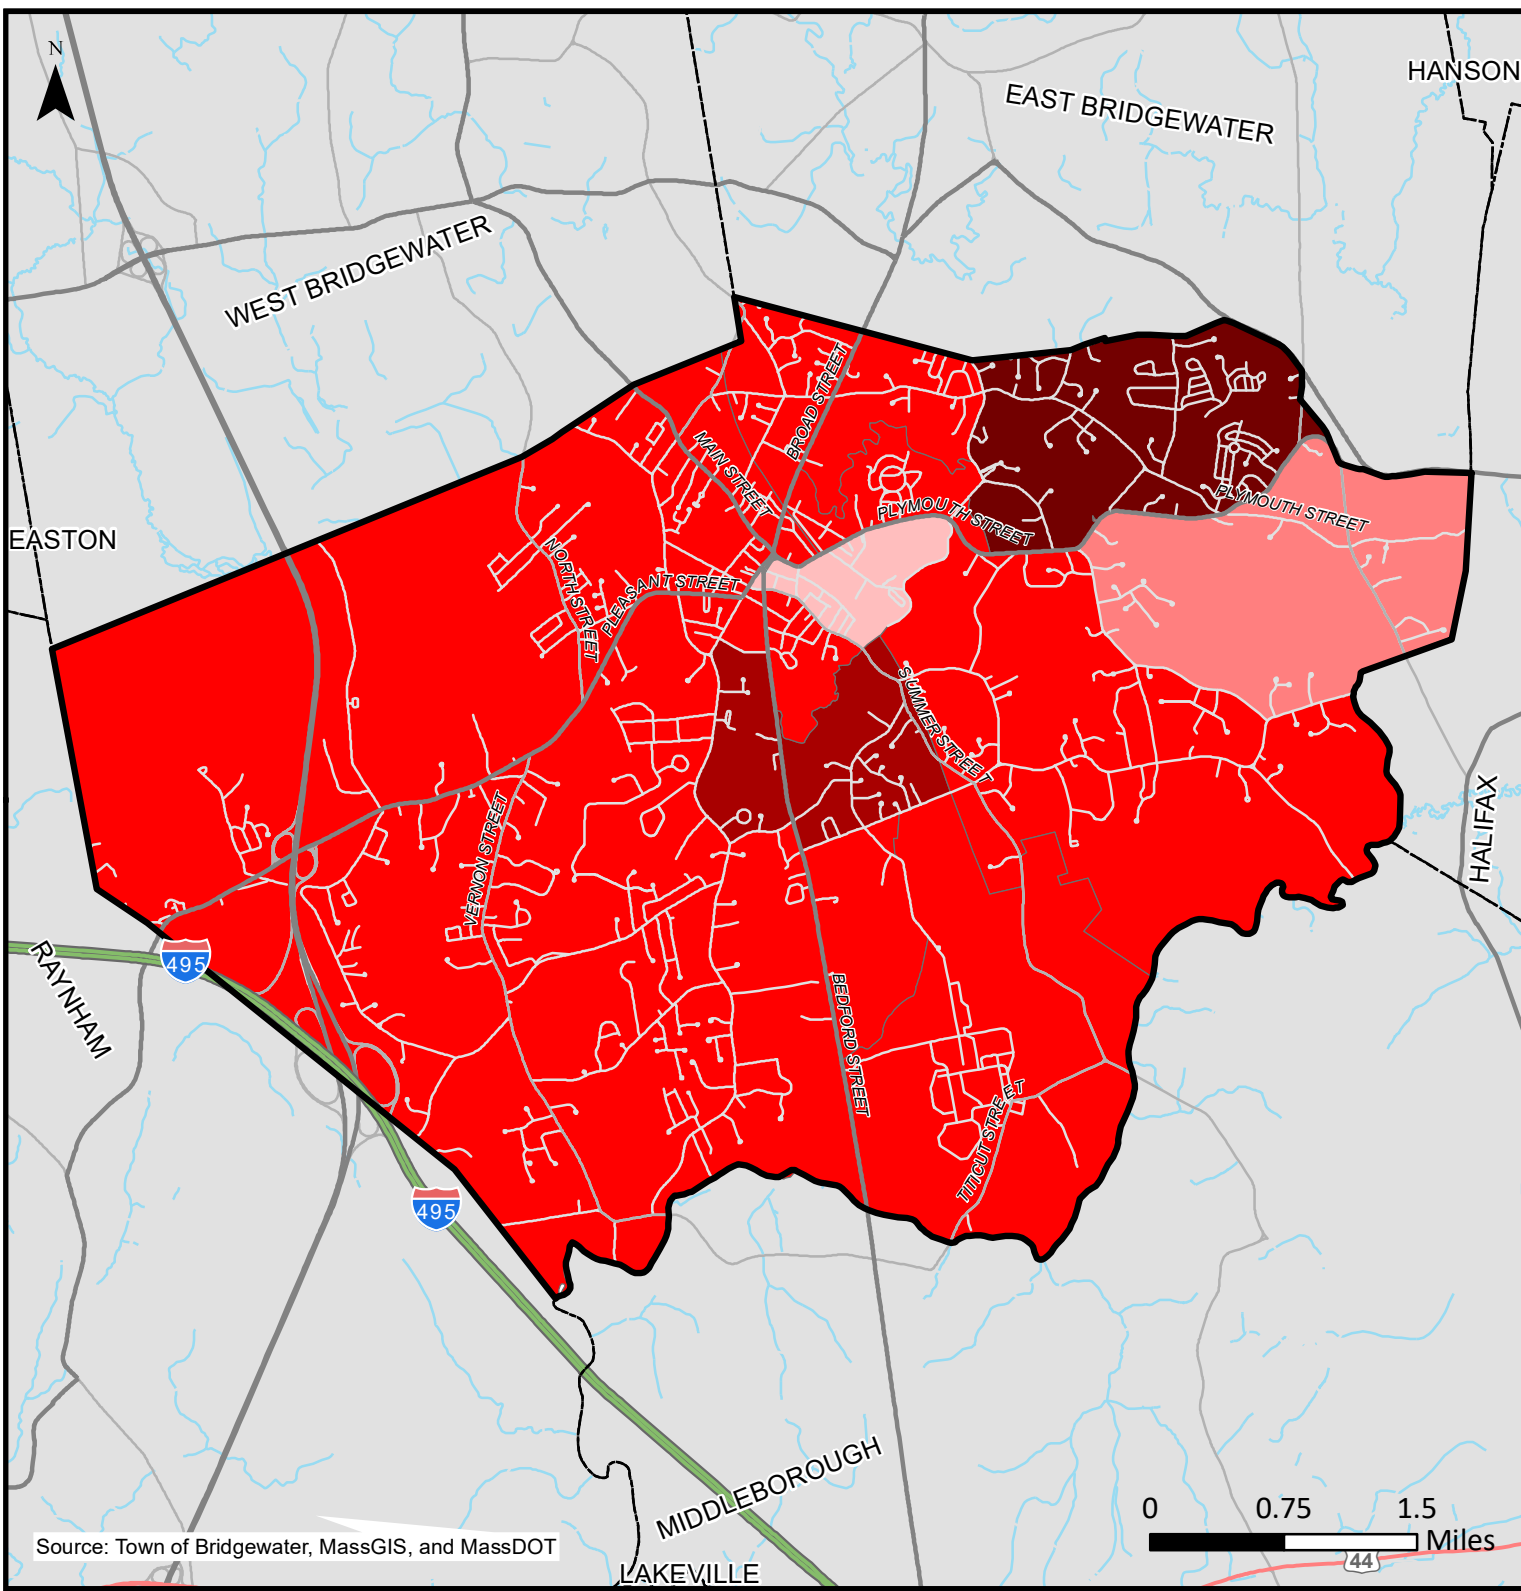 N
HANSON
EAST BRIDGEWATER
WEST BRIDGEWATER
BROAD STREET
MAIN STREET
PLYMOUTH STREET
PLYMOUTH STREET
EASTON
NORTH STREET
PLEASANT STREET
SUMMER STREET
VERNON STREET
HALIFAX
RAYNHAM
495
BEDFORD STREET
TITICUT STREET
495
MIDDLEBOROUGH
0 0.75 1.5
Miles
Source: Town of Bridgewater, MassGIS, and MassDOT
44
LAKEVILLE